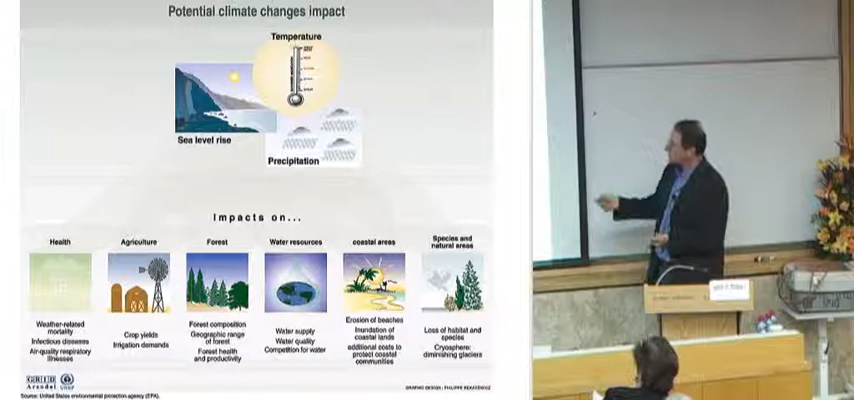 Potential climate changes impact
Temperature
Sea level rise
Precipitation
Impacts on...
Health
Agriculture
Forest
Water resources
coastal areas
Species and
natural areas
Weather-related
mortality
Infectious diseases
Air-quality respiratory
illnesses
Crop yields
Irrigation demands
Forest composition
Geographic range
of forest
Forest health
and productivity
Water supply
Water quality
Competition for water
Erosion of beaches
Inundation of
coastal lands
additional costs to
protect coastal
communities
Loss of habitat and
species
Cryosphere:
diminishing glaciers
GRID
Arendal
UNEP
GRAPHIC DESIGN : PHILIPPE REKACEWICZ
Source: United States environmental protection agency (EPA).